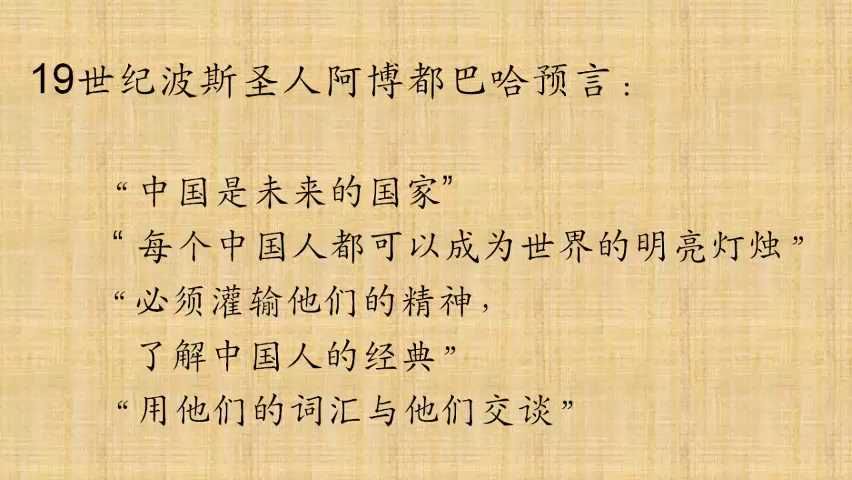 19世纪波斯圣人阿博都巴哈预言：
“中国是未来的国家”
“每个中国人都可以成为世界的明亮灯烛”
“必须灌输他们的精神，
了解中国人的经典”
“用他们的词汇与他们交谈”